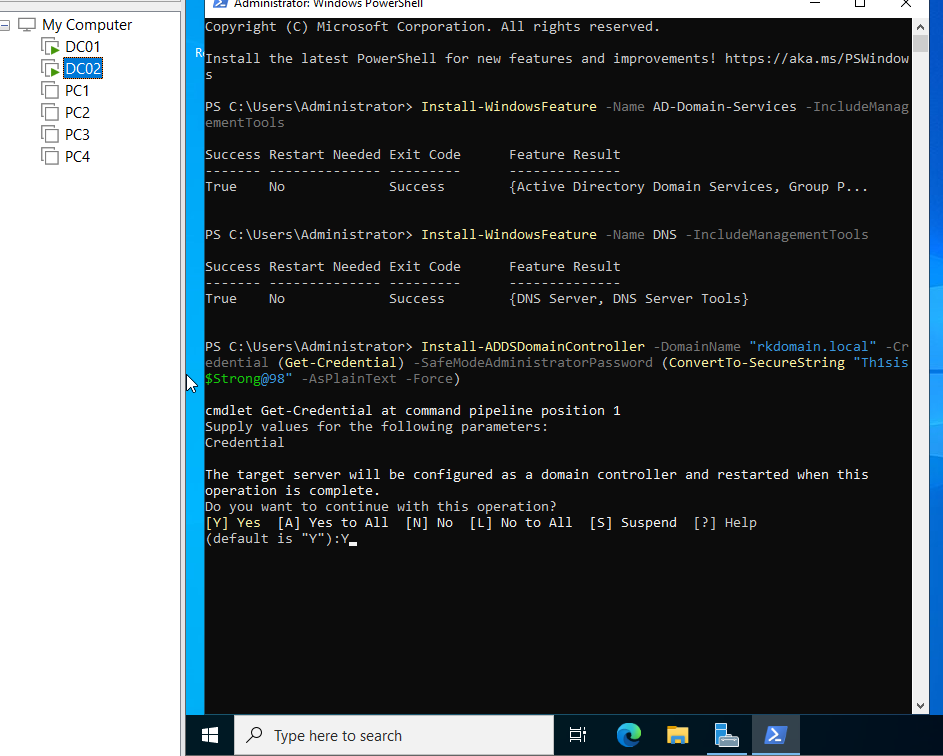 Administrator: Windows PowerShell
My Computer
DC01
DC02
PC1
PC2
PC3
PC4
Copyright (C) Microsoft Corporation. All rights reserved.
Install the latest PowerShell for new features and improvements! https://aka.ms/PSWindow
s
PS C:\Users\Administrator> Install-WindowsFeature -Name AD-Domain-Services -IncludeManag
ementTools
Success Restart Needed Exit Code      Feature Result
------- -------------- ---------      --------------
True    No             Success        {Active Directory Domain Services, Group P...
PS C:\Users\Administrator> Install-WindowsFeature -Name DNS -IncludeManagementTools
Success Restart Needed Exit Code      Feature Result
------- -------------- ---------      --------------
True    No             Success        {DNS Server, DNS Server Tools}
PS C:\Users\Administrator> Install-ADDSDomainController -DomainName "rkdomain.local" -Cr
edential (Get-Credential) -SafeModeAdministratorPassword (ConvertTo-SecureString "Th1sis
$Strong@98" -AsPlainText -Force)
cmdlet Get-Credential at command pipeline position 1
Supply values for the following parameters:
Credential
The target server will be configured as a domain controller and restarted when this
operation is complete.
Do you want to continue with this operation?
[Y] Yes  [A] Yes to All  [N] No  [L] No to All  [S] Suspend  [?] Help
(default is "Y"):Y
Type here to search